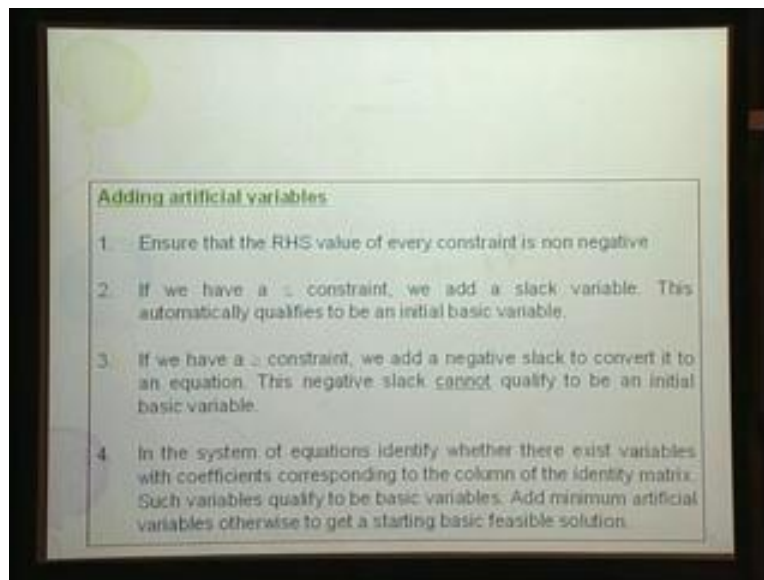 Adding artificial variables
1. Ensure that the RHS value of every constraint is non negative
2. If we have a ≤ constraint, we add a slack variable. This
automatically qualifies to be an initial basic variable.
3. If we have a ≥ constraint, we add a negative slack to convert it to
an equation. This negative slack cannot qualify to be an initial
basic variable.
4. In the system of equations identify whether there exist variables
with coefficients corresponding to the column of the identity matrix.
Such variables qualify to be basic variables. Add minimum artificial
variables otherwise to get a starting basic feasible solution.